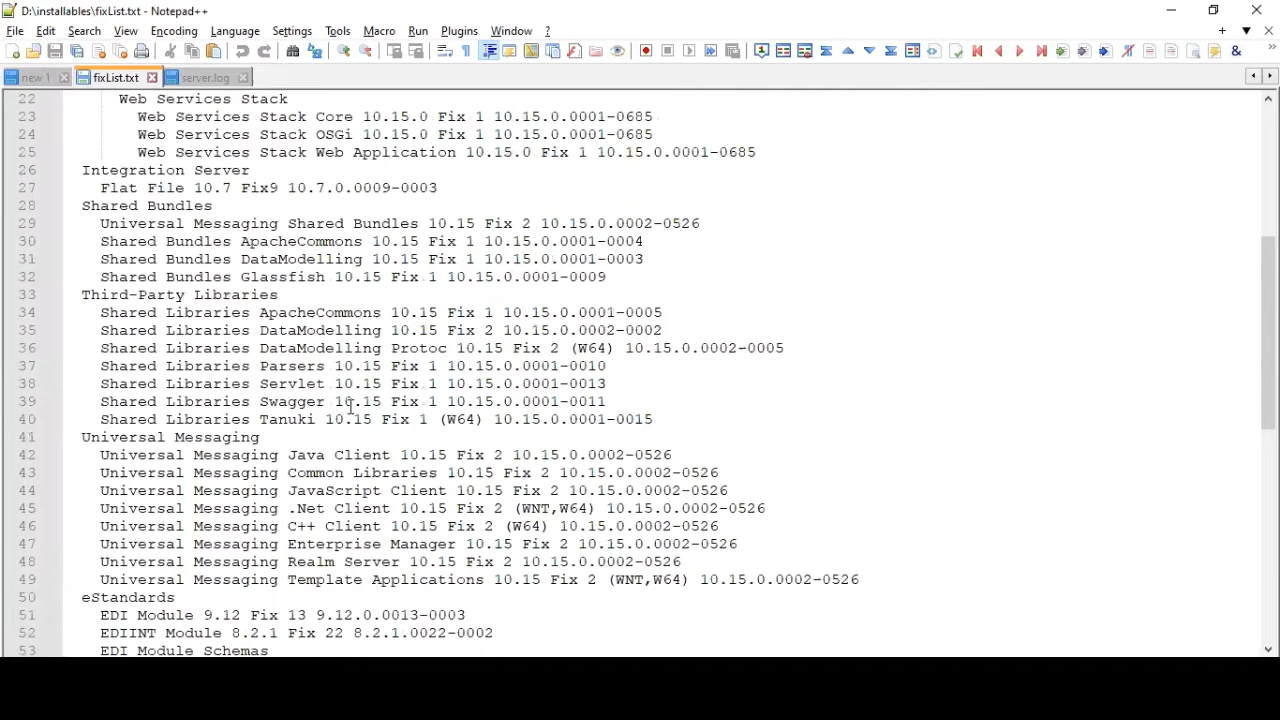 D:\installables\fixList.txt - Notepad++
File Edit Search View Encoding Language Settings Tools Macro Run Plugins Window ?
new 1 fixList.txt server.log
22 Web Services Stack
23 Web Services Stack Core 10.15.0 Fix 1 10.15.0.0001-0685
24 Web Services Stack OSGi 10.15.0 Fix 1 10.15.0.0001-0685
25 Web Services Stack Web Application 10.15.0 Fix 1 10.15.0.0001-0685
26 Integration Server
27 Flat File 10.7 Fix9 10.7.0.0009-0003
28 Shared Bundles
29 Universal Messaging Shared Bundles 10.15 Fix 2 10.15.0.0002-0526
30 Shared Bundles ApacheCommons 10.15 Fix 1 10.15.0.0001-0004
31 Shared Bundles DataModelling 10.15 Fix 1 10.15.0.0001-0003
32 Shared Bundles Glassfish 10.15 Fix 1 10.15.0.0001-0009
33 Third-Party Libraries
34 Shared Libraries ApacheCommons 10.15 Fix 1 10.15.0.0001-0005
35 Shared Libraries DataModelling 10.15 Fix 2 10.15.0.0002-0002
36 Shared Libraries DataModelling Protoc 10.15 Fix 2 (W64) 10.15.0.0002-0005
37 Shared Libraries Parsers 10.15 Fix 1 10.15.0.0001-0010
38 Shared Libraries Servlet 10.15 Fix 1 10.15.0.0001-0013
39 Shared Libraries Swagger 10.15 Fix 1 10.15.0.0001-0011
40 Shared Libraries Tanuki 10.15 Fix 1 (W64) 10.15.0.0001-0015
41 Universal Messaging
42 Universal Messaging Java Client 10.15 Fix 2 10.15.0.0002-0526
43 Universal Messaging Common Libraries 10.15 Fix 2 10.15.0.0002-0526
44 Universal Messaging JavaScript Client 10.15 Fix 2 10.15.0.0002-0526
45 Universal Messaging .Net Client 10.15 Fix 2 (WNT,W64) 10.15.0.0002-0526
46 Universal Messaging C++ Client 10.15 Fix 2 (W64) 10.15.0.0002-0526
47 Universal Messaging Enterprise Manager 10.15 Fix 2 10.15.0.0002-0526
48 Universal Messaging Realm Server 10.15 Fix 2 10.15.0.0002-0526
49 Universal Messaging Template Applications 10.15 Fix 2 (WNT,W64) 10.15.0.0002-0526
50 eStandards
51 EDI Module 9.12 Fix 13 9.12.0.0013-0003
52 EDIINT Module 8.2.1 Fix 22 8.2.1.0022-0002
53 EDI Module Schemas